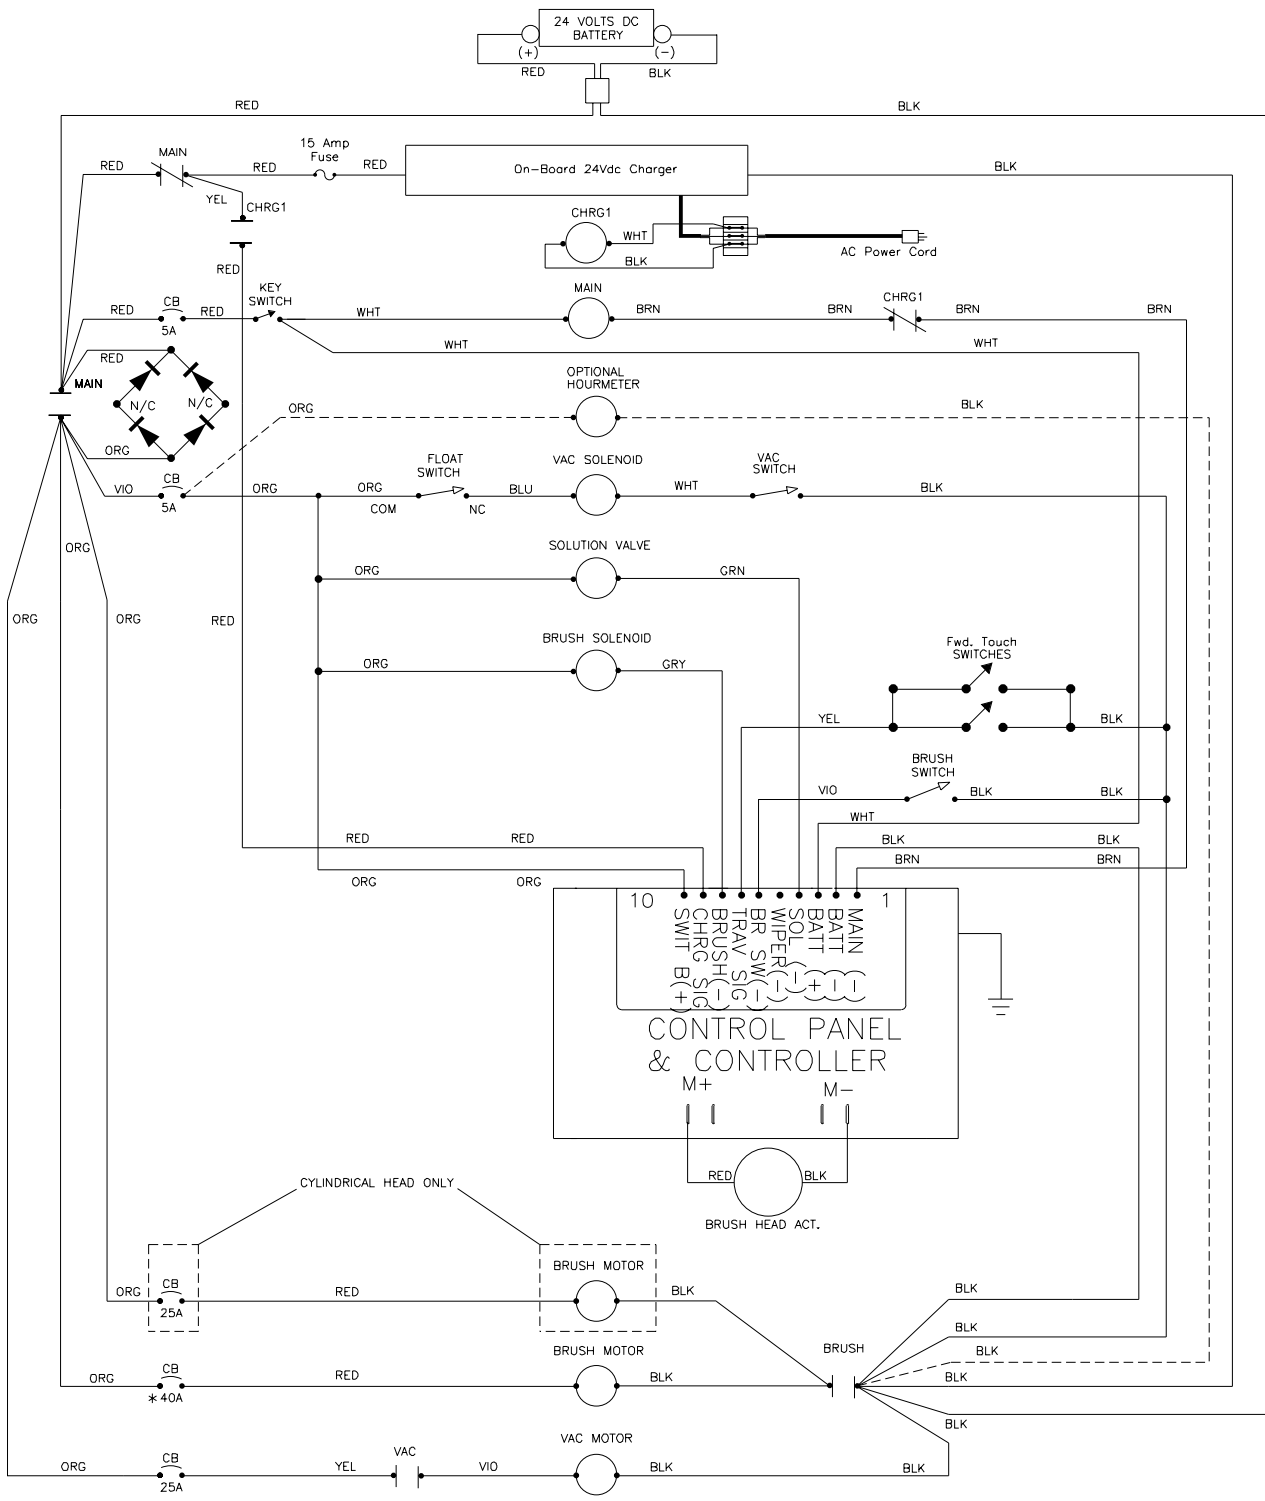 24 VOLTS DC
BATTERY
(+)
(-)
RED
BLK
RED
BLK
15 Amp
Fuse
MAIN
RED
RED
RED
On-Board 24Vdc Charger
BLK
YEL
CHRG1
CHRG1
WHT
BLK
AC Power Cord
RED
KEY
SWITCH
MAIN
CHRG1
CB
RED
RED
5A
WHT
BRN
BRN
BRN
BRN
WHT
WHT
RED
MAIN
N/C
N/C
OPTIONAL
HOURMETER
ORG
BLK
ORG
FLOAT
SWITCH
VAC SOLENOID
VAC
SWITCH
CB
VIO
5A
ORG
ORG
COM
NC
BLU
WHT
BLK
ORG
SOLUTION VALVE
ORG
GRN
ORG
ORG
RED
BRUSH SOLENOID
ORG
GRY
Fwd. Touch
SWITCHES
YEL
BLK
BRUSH
SWITCH
VIO
BLK
BLK
WHT
RED
RED
BLK
BLK
BRN
BRN
ORG
ORG
10
1
SWIT B(+)
CHRG SIG
BRUSH(-)
TRAV SIG
BR SW(-)
WIPER(-)
SOL (-)
BATT (+)
BATT (-)
MAIN (-)
CONTROL PANEL
& CONTROLLER
M+
M-
RED
BLK
BRUSH HEAD ACT.
CYLINDRICAL HEAD ONLY
BRUSH MOTOR
CB
ORG
25A
RED
BLK
BLK
BLK
BRUSH MOTOR
BRUSH
BLK
CB
ORG
*40A
RED
BLK
BLK
BLK
VAC MOTOR
CB
VAC
ORG
25A
YEL
VIO
BLK
BLK